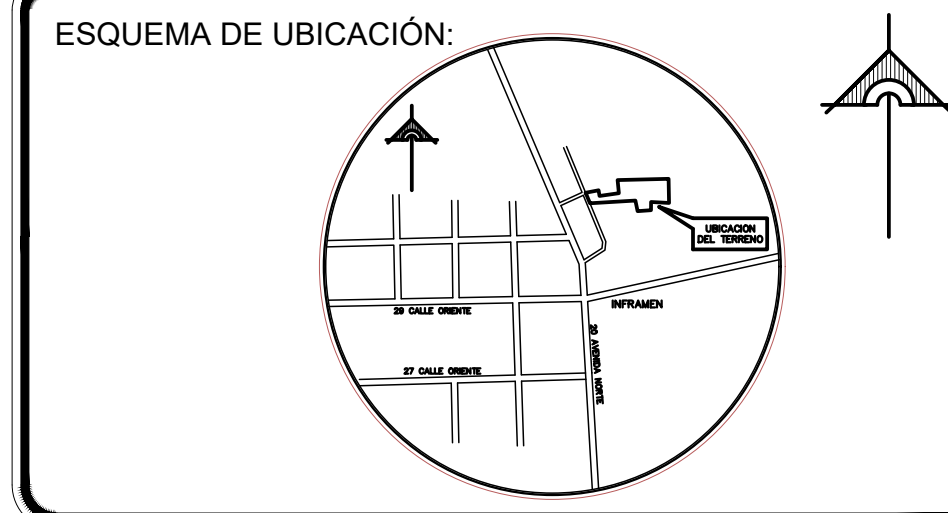 ESQUEMA DE UBICACIÓN:
UBICACION
DEL TERRENO
INFRAMEN
29 CALLE ORIENTE
20 AVENIDA NORTE
27 CALLE ORIENTE